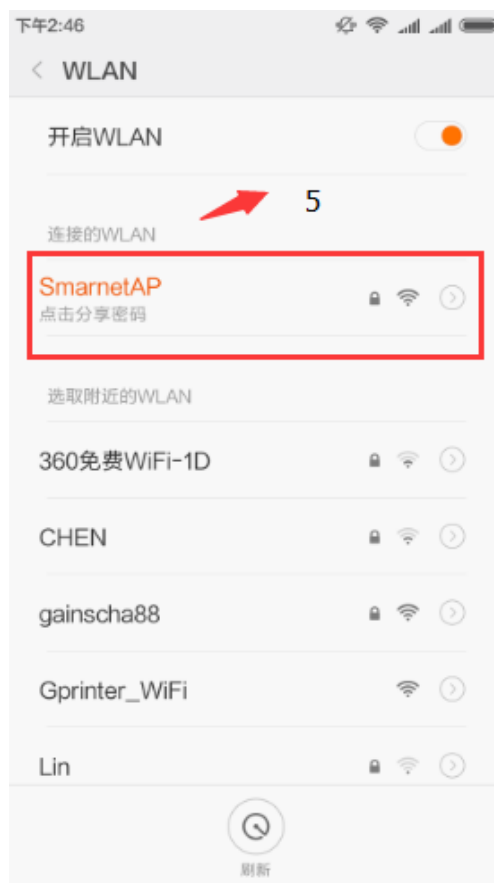 下午2:46
WLAN
开启WLAN
5
连接的WLAN
SmarnetAP
点击分享密码
选取附近的WLAN
360免费WiFi-1D
CHEN
gainscha88
Gprinter_WiFi
Lin
刷新